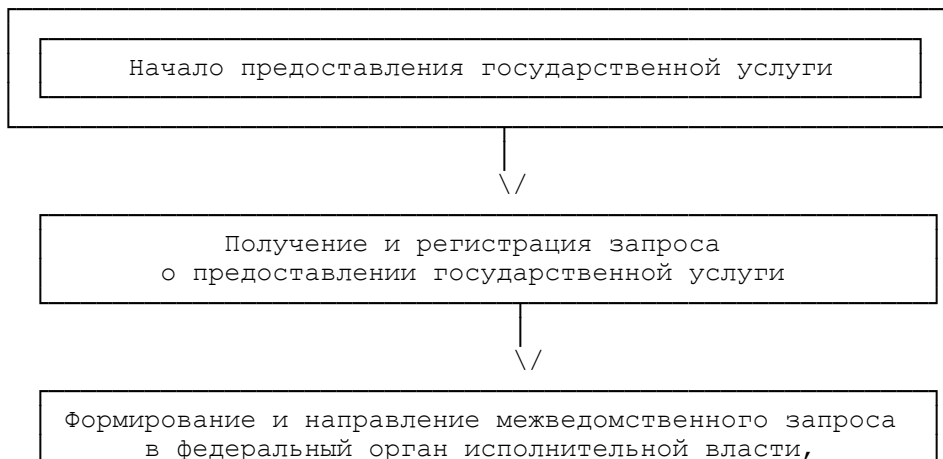 Начало предоставления государственной услуги
Получение и регистрация запроса
о предоставлении государственной услуги
Формирование и направление межведомственного запроса
в федеральный орган исполнительной власти,